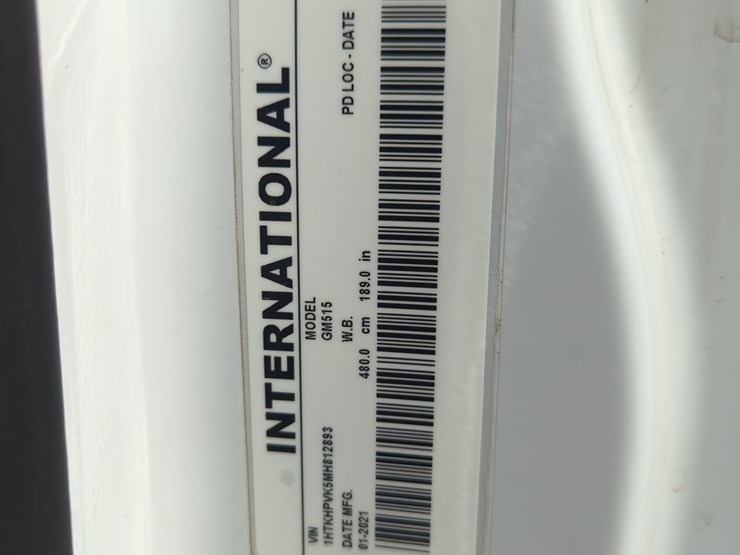 INTERNATIONAL®
VIN MODEL
1HTKHPVK5MH812893 GM515
DATE MFG. W.B. PD LOC - DATE
01-2021 480.0 cm 189.0 in